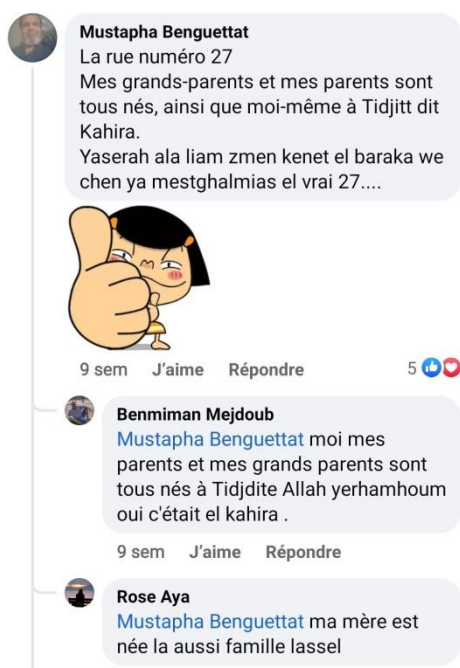 Mustapha Benguettat
La rue numéro 27
Mes grands-parents et mes parents sont
tous nés, ainsi que moi-même à Tidjitt dit
Kahira.
Yaserah ala liam zmen kenet el baraka we
chen ya mestghalmias el vrai 27....
9 sem J'aime Répondre 5
Benmiman Mejdoub
Mustapha Benguettat moi mes
parents et mes grands parents sont
tous nés à Tidjdite Allah yerhamhoum
oui c'était el kahira .
9 sem J'aime Répondre
Rose Aya
Mustapha Benguettat ma mère est
née la aussi famille lassel